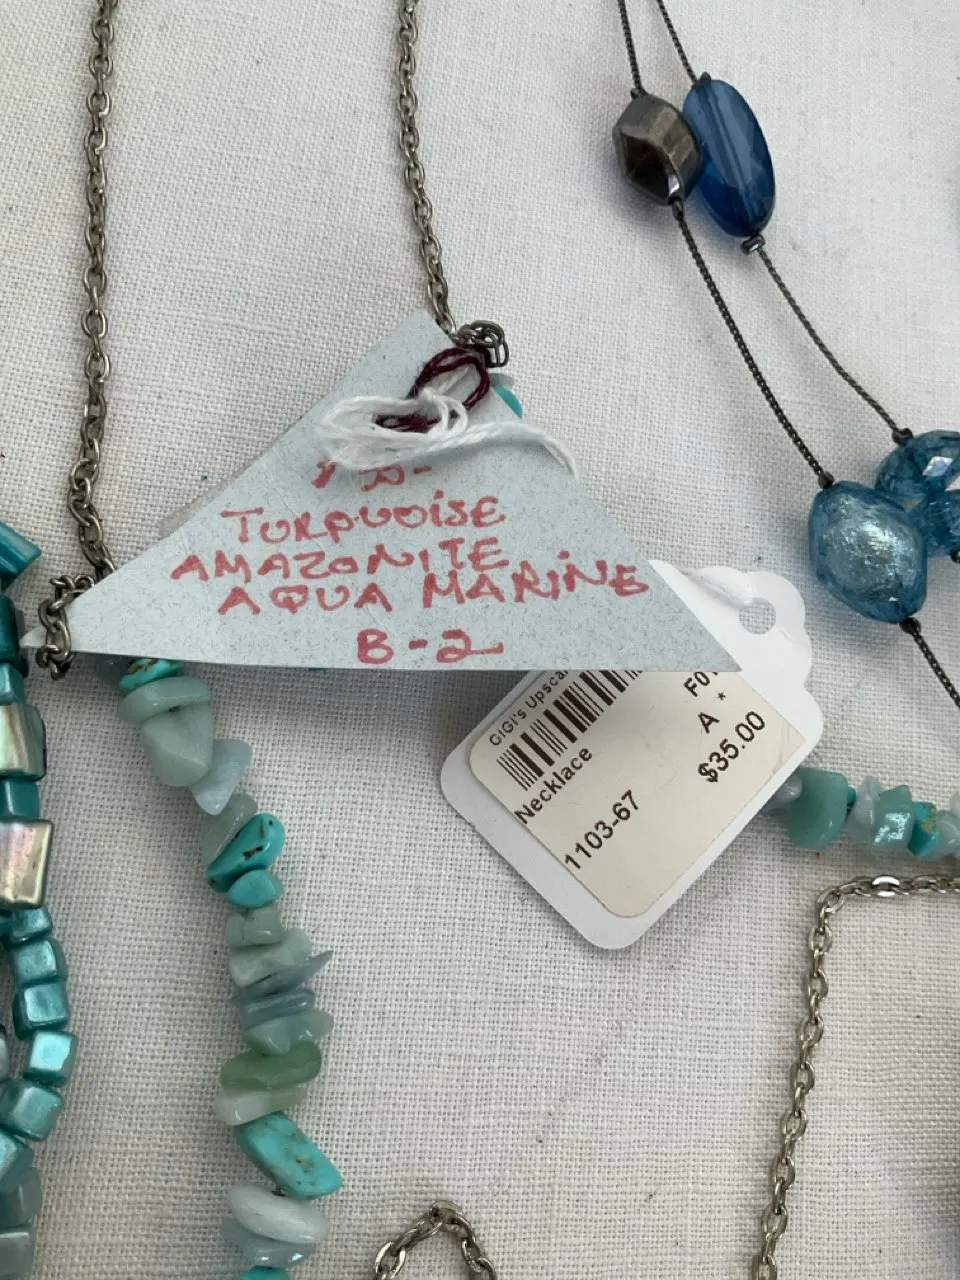 TURQUOISE
AMAZONITE
AQUA MARINE
B-2
GIGI's Upsca
Necklace
1103-67
F0
A *
$35.00